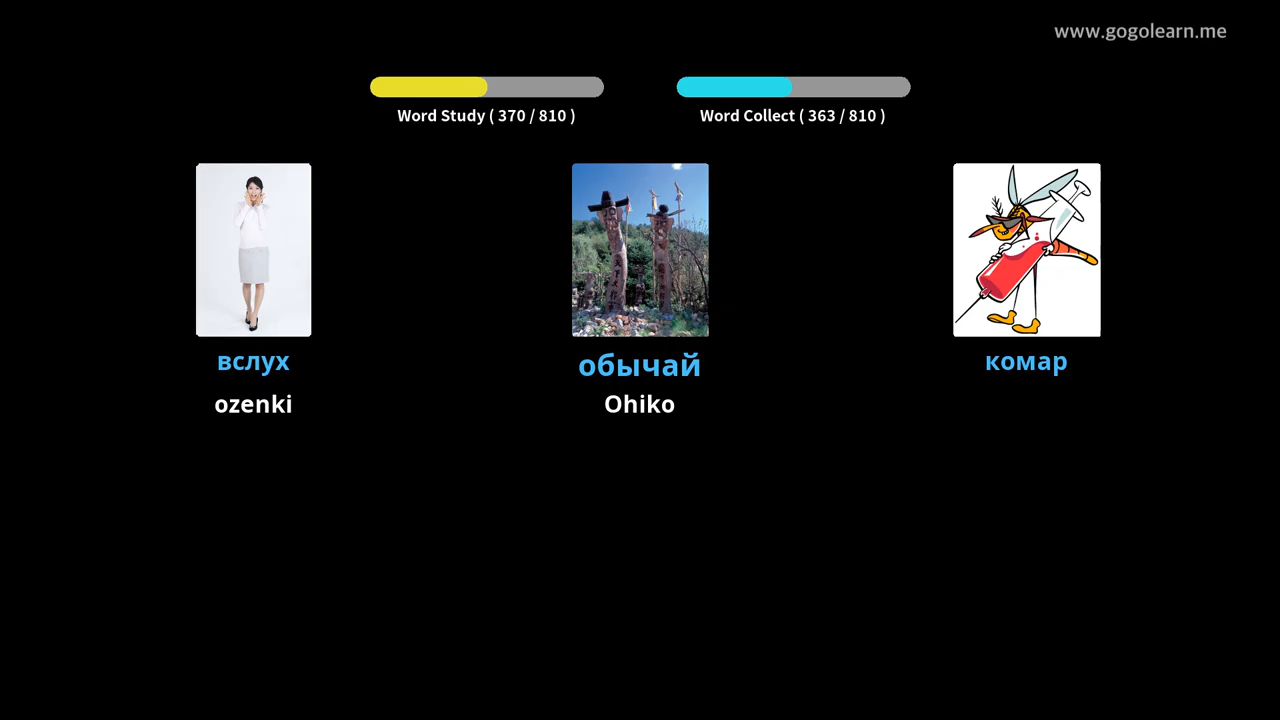 www.gogolearn.me
Word Study ( 370 / 810 )
Word Collect ( 363 / 810 )
вслух
обычай
комар
ozenki
Ohiko